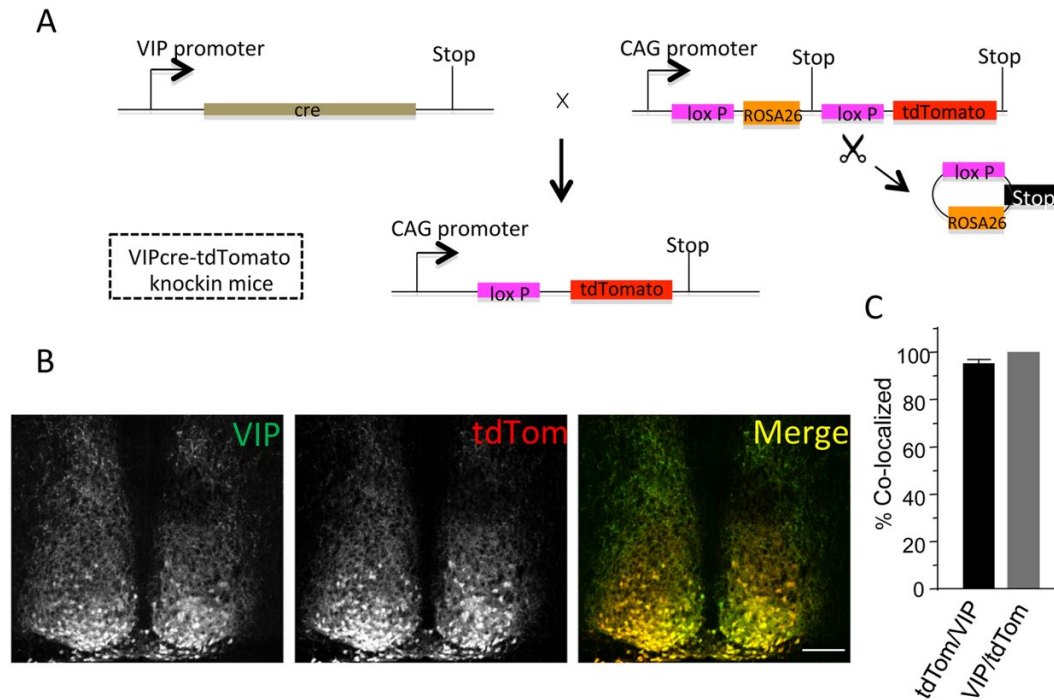 A
VIP promoter
Stop
cre
X
CAG promoter
Stop
Stop
lox P
ROSA26
lox P
tdTomato
lox P
Stop
ROSA26
VIPcre-tdTomato
knockin mice
CAG promoter
Stop
lox P
tdTomato
B
VIP
tdTom
Merge
C
% Co-localized
100
80
60
40
20
0
tdTom/VIP
VIP/tdTom